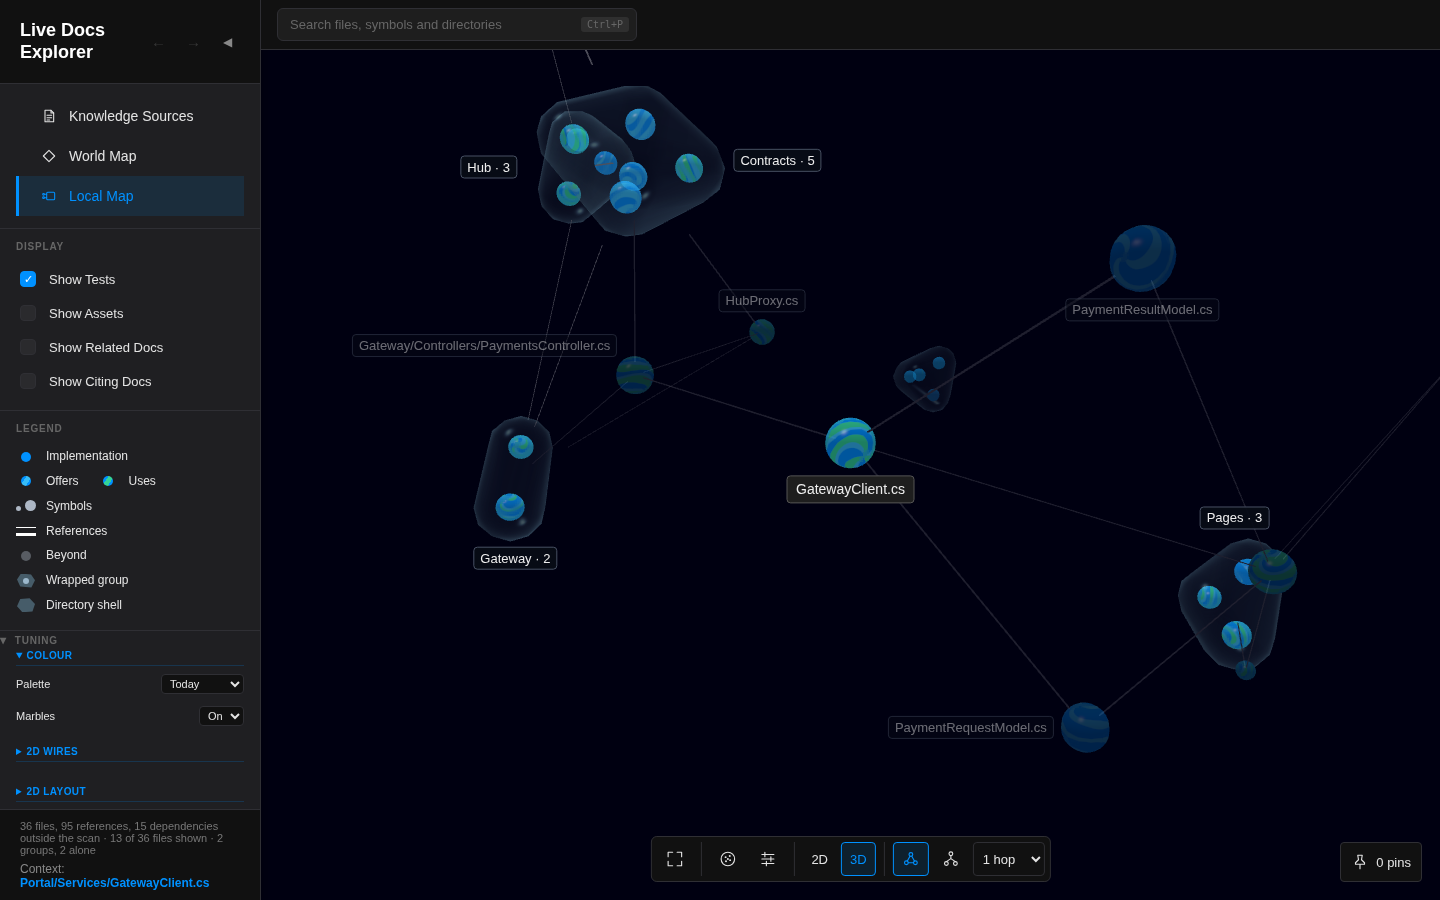 Live Docs
Explorer
Search files, symbols and directories
Ctrl+P
Knowledge Sources
World Map
Local Map
DISPLAY
Show Tests
Show Assets
Show Related Docs
Show Citing Docs
LEGEND
Implementation
Offers
Uses
Symbols
References
Beyond
Wrapped group
Directory shell
TUNING
COLOUR
Palette
Today
Marbles
On
2D WIRES
2D LAYOUT
36 files, 95 references, 15 dependencies
outside the scan · 13 of 36 files shown · 2
groups, 2 alone
Context:
Portal/Services/GatewayClient.cs
Hub · 3
Contracts · 5
HubProxy.cs
PaymentResultModel.cs
Gateway/Controllers/PaymentsController.cs
GatewayClient.cs
Pages · 3
Gateway · 2
PaymentRequestModel.cs
2D
3D
1 hop
0 pins